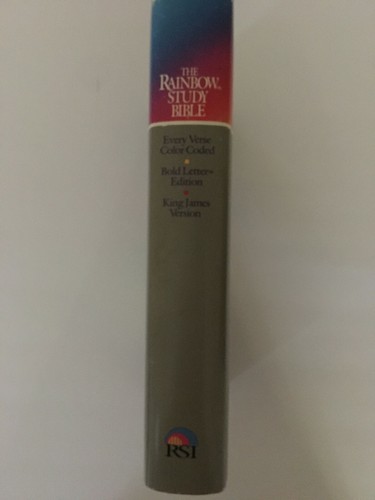 THE
RAINBOW
STUDY
BIBLE
Every Verse
Color Coded
Bold Letter
Edition
King James
Version
RSI